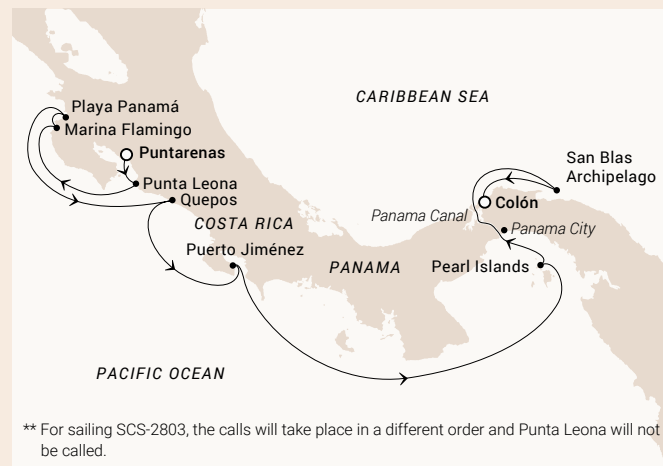 CARIBBEAN SEA
Playa Panamá
Marina Flamingo
Puntarenas
San Blas
Archipelago
Punta Leona
Quepos
Colón
Panama Canal
COSTA RICA
Panama City
Puerto Jiménez
PANAMA
Pearl Islands
PACIFIC OCEAN
** For sailing SCS-2803, the calls will take place in a different order and Punta Leona will not
be called.